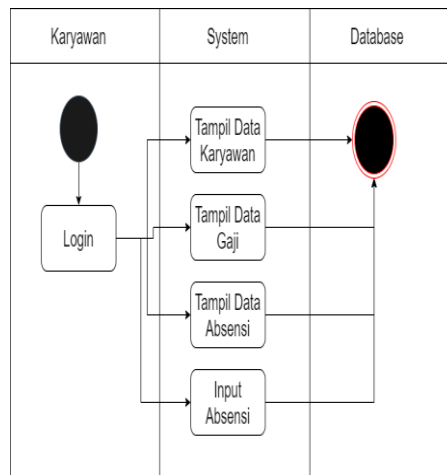 Karyawan
System
Database
Tampil Data
Karyawan
Login
Tampil Data
Gaji
Tampil Data
Absensi
Input
Absensi